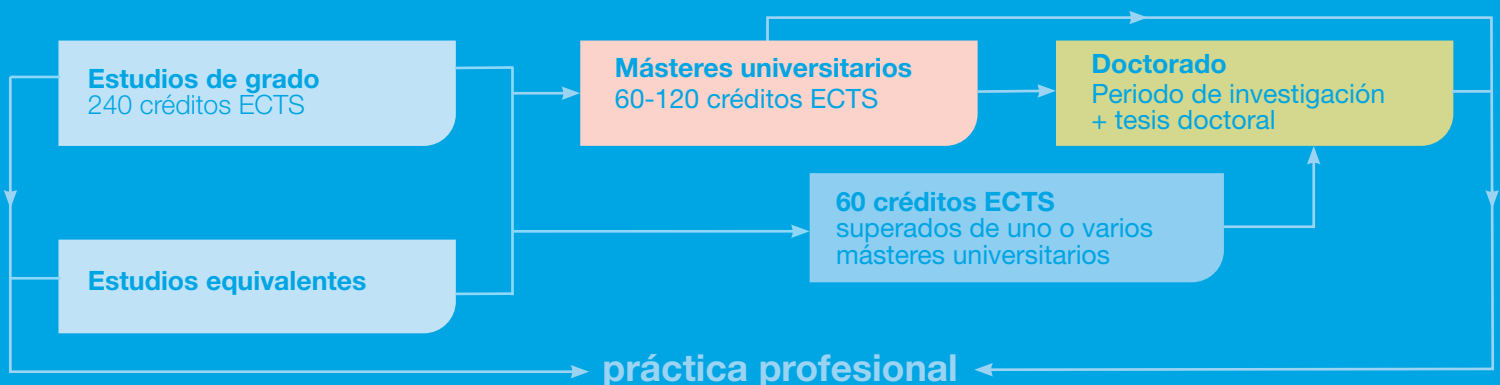 Estudios de grado
240 créditos ECTS
Másteres universitarios
60-120 créditos ECTS
Doctorado
Periodo de investigación
+ tesis doctoral
60 créditos ECTS
superados de uno o varios
másteres universitarios
Estudios equivalentes
práctica profesional